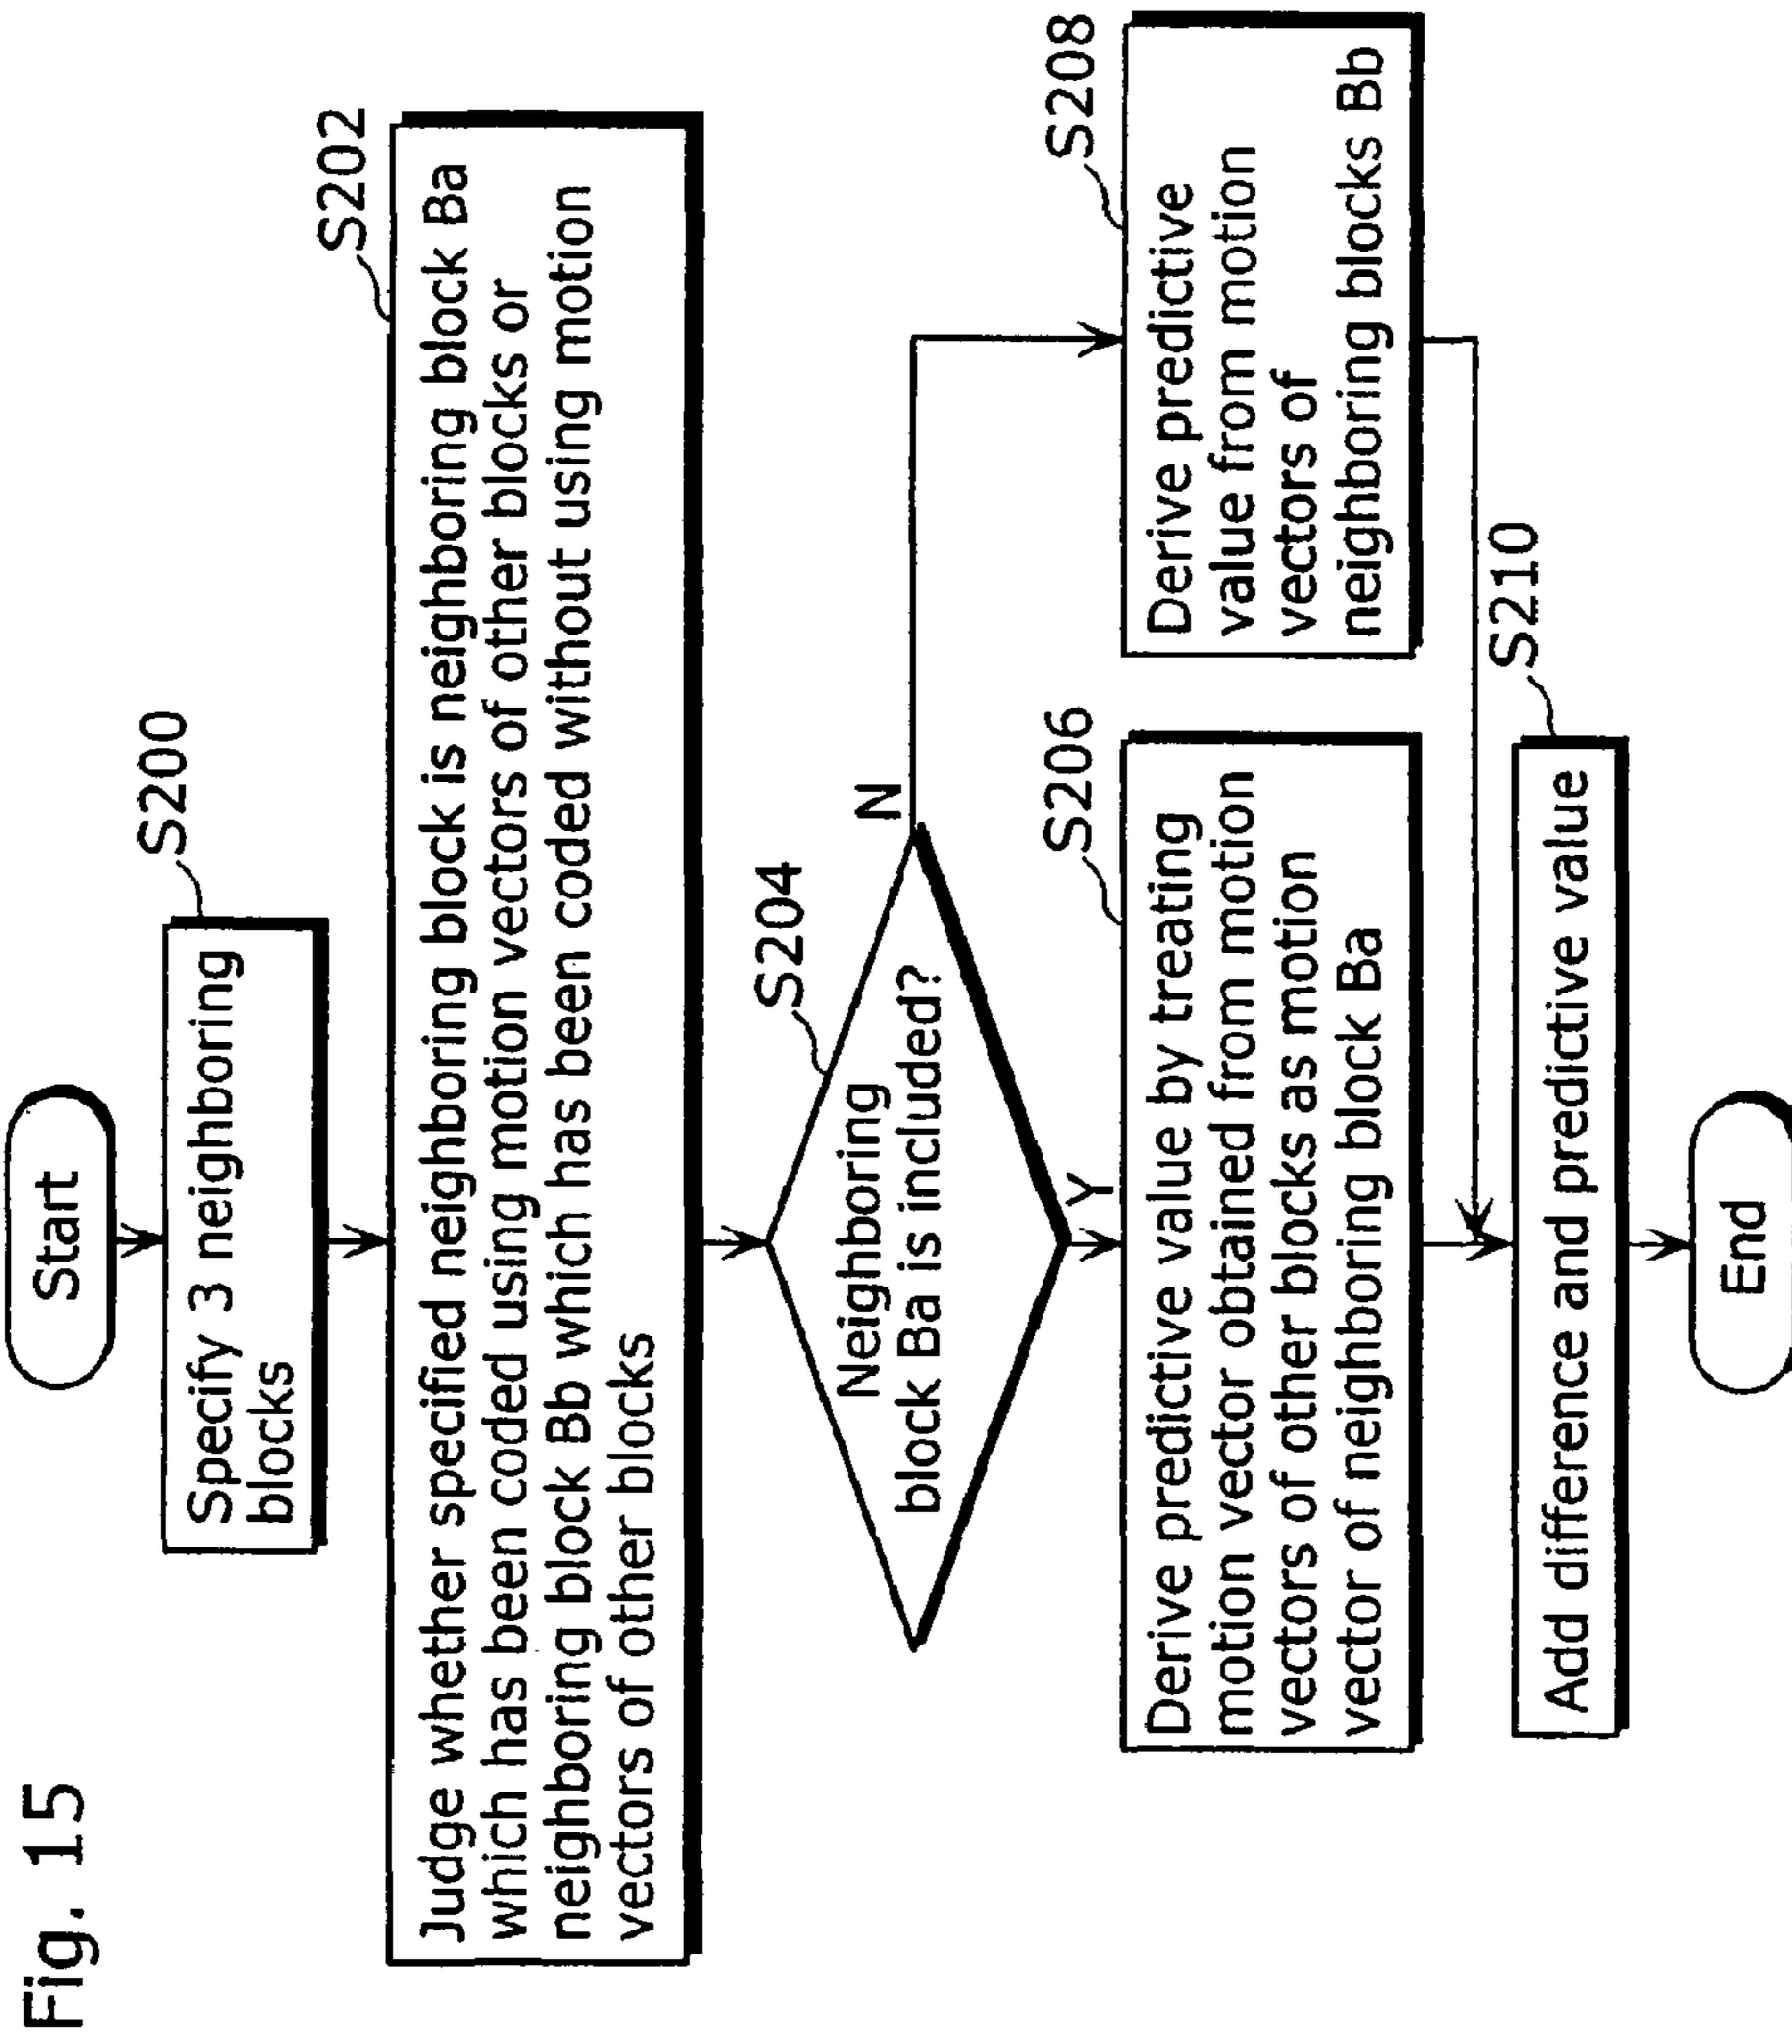 Fig. 15
Start
S200
Specify 3 neighboring
blocks
S202
Judge whether specified neighboring block is neighboring block Ba
which has been coded using motion vectors of other blocks or
neighboring block Bb which has been coded without using motion
vectors of other blocks
S204
Neighboring
block Ba is included?
N
Y
S206
Derive predictive value by treating
motion vector obtained from motion
vectors of other blocks as motion
vector of neighboring block Ba
S208
Derive predictive
value from motion
vectors of
neighboring blocks Bb
S210
Add difference and predictive value
End